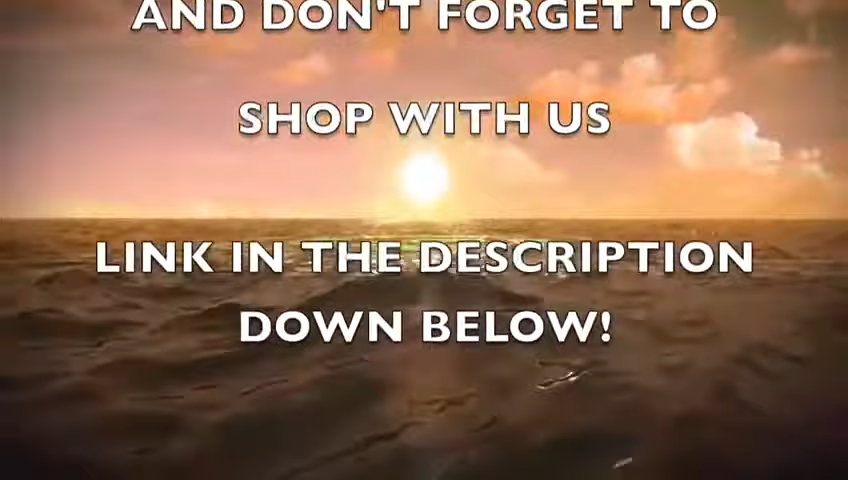 AND DON'T FORGET TO
SHOP WITH US
LINK IN THE DESCRIPTION
DOWN BELOW!